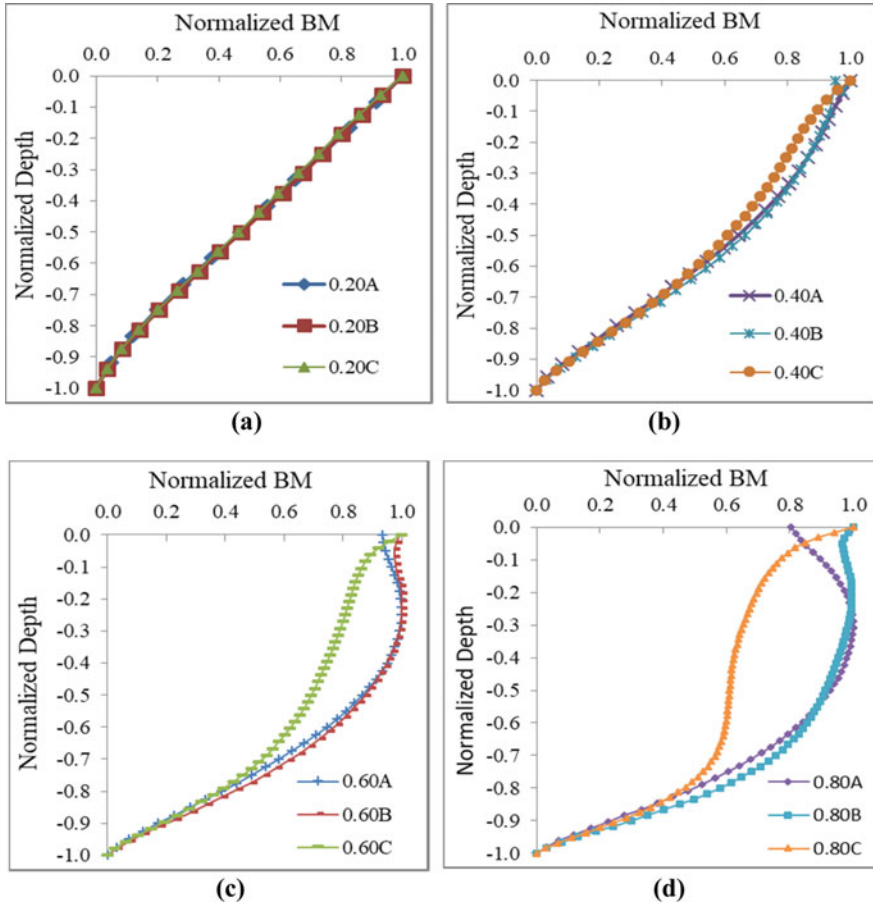 Normalized BM
0.0 0.2 0.4 0.6 0.8 1.0
Normalized Depth
0.0
-0.1
-0.2
-0.3
-0.4
-0.5
-0.6
-0.7
-0.8
-0.9
-1.0
0.20A
0.20B
0.20C
(a)
Normalized BM
0.0 0.2 0.4 0.6 0.8 1.0
Normalized Depth
0.0
-0.1
-0.2
-0.3
-0.4
-0.5
-0.6
-0.7
-0.8
-0.9
-1.0
0.40A
0.40B
0.40C
(b)
Normalized BM
0.0 0.2 0.4 0.6 0.8 1.0
Normalized Depth
0.0
-0.1
-0.2
-0.3
-0.4
-0.5
-0.6
-0.7
-0.8
-0.9
-1.0
0.60A
0.60B
0.60C
(c)
Normalized BM
0.0 0.2 0.4 0.6 0.8 1.0
Normalized Depth
0.0
-0.1
-0.2
-0.3
-0.4
-0.5
-0.6
-0.7
-0.8
-0.9
-1.0
0.80A
0.80B
0.80C
(d)